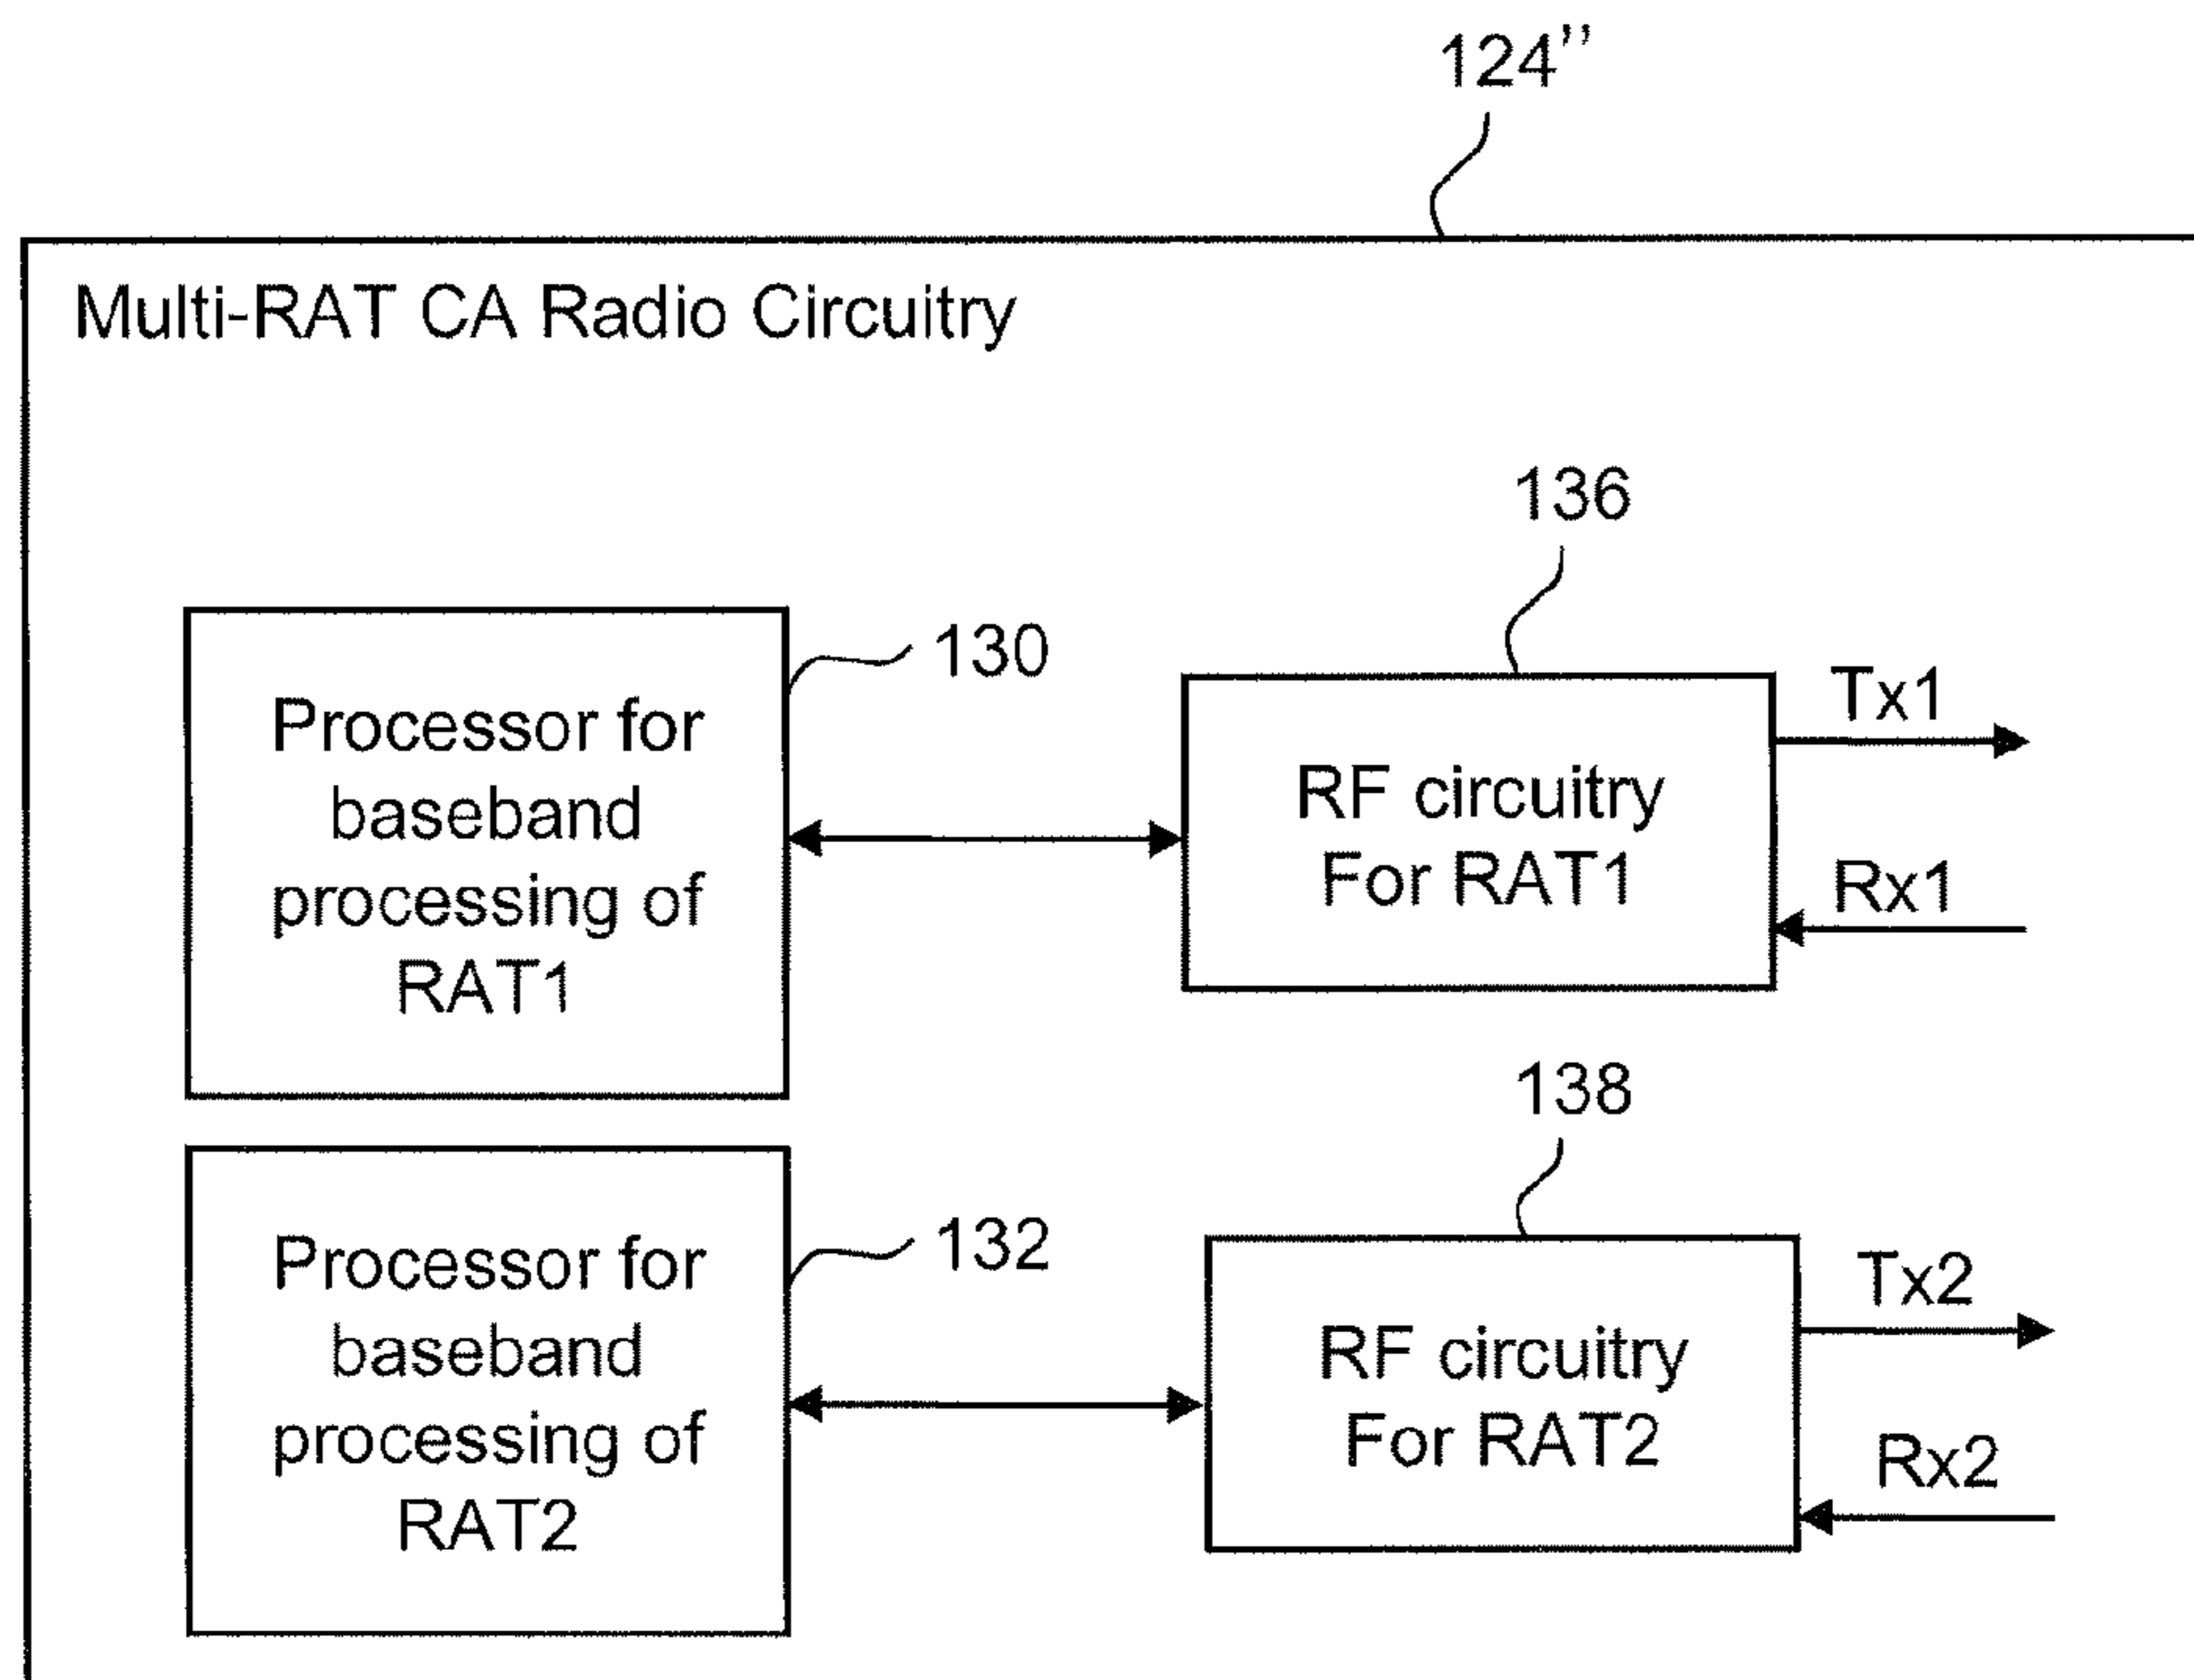 124’’
Multi-RAT CA Radio Circuitry
136
130
Processor for
baseband
processing of
RAT1
RF circuitry
For RAT1
Tx1
Rx1
138
132
Processor for
baseband
processing of
RAT2
RF circuitry
For RAT2
Tx2
Rx2